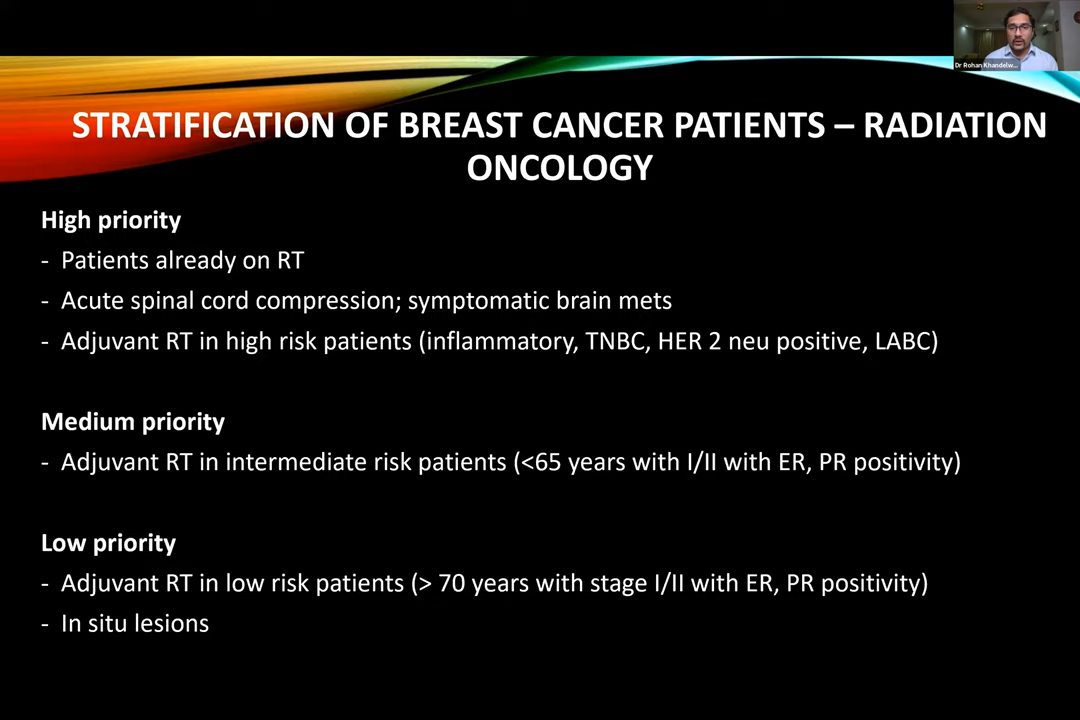 Dr Rohan Khandelw...
STRATIFICATION OF BREAST CANCER PATIENTS – RADIATION
ONCOLOGY
High priority
- Patients already on RT
- Acute spinal cord compression; symptomatic brain mets
- Adjuvant RT in high risk patients (inflammatory, TNBC, HER 2 neu positive, LABC)
Medium priority
- Adjuvant RT in intermediate risk patients (<65 years with I/II with ER, PR positivity)
Low priority
- Adjuvant RT in low risk patients (> 70 years with stage I/II with ER, PR positivity)
- In situ lesions